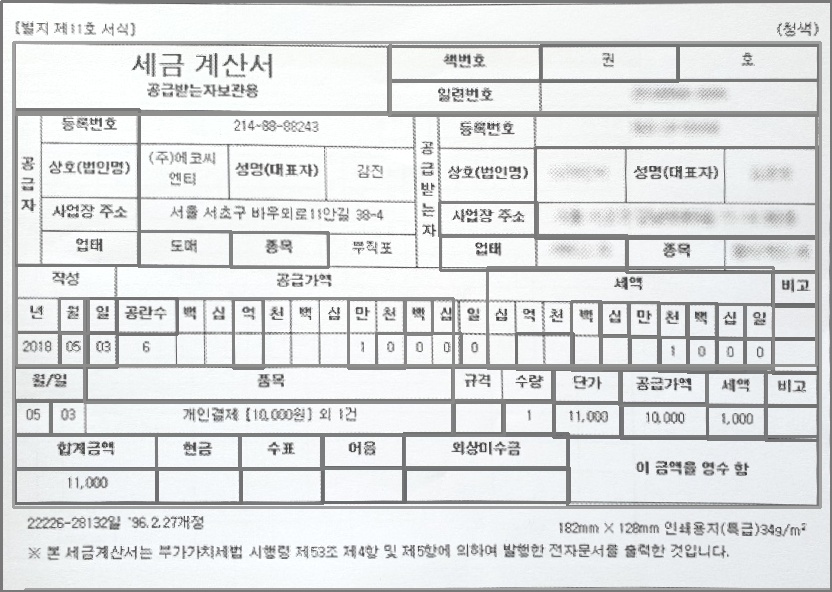 [별지 제11호 서식] (청색)
세금 계산서
공급받는자보관용
책번호 권 호
일련번호
공급자
등록번호 214-88-88243
상호(법인명) (주)에코씨엔티 성명(대표자) 김진
사업장 주소 서울 서초구 바우뫼로11안길 38-4
업태 도매 종목 무직포
공급받는자
등록번호
상호(법인명) 성명(대표자)
사업장 주소
업태 종목
작성 공급가액 세액 비고
년 월 일 공란수 백 십 억 천 백 십 만 천 백 십 일 십 억 천 백 십 만 천 백 십 일
2018 05 03 6 1 0 0 0 0 1 0 0 0
월/일 품목 규격 수량 단가 공급가액 세액 비고
05 03 개인결제 [10,000원] 외 1건 1 11,000 10,000 1,000
합계금액 현금 수표 어음 외상미수금 이 금액을 영수 함
11,000
22226-28132일 '96.2.27개정 182mm X 128mm 인쇄용지(특급)34g/m²
※ 본 세금계산서는 부가가치세법 시행령 제53조 제4항 및 제5항에 의하여 발행한 전자문서를 출력한 것입니다.